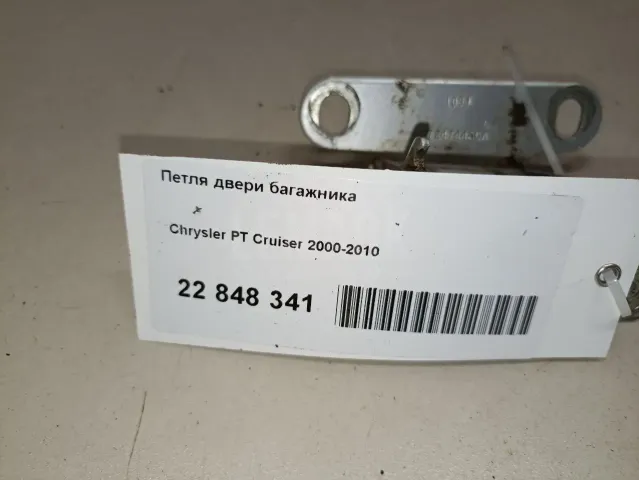 Петля двери багажника
Chrysler PT Cruiser 2000-2010
22 848 341